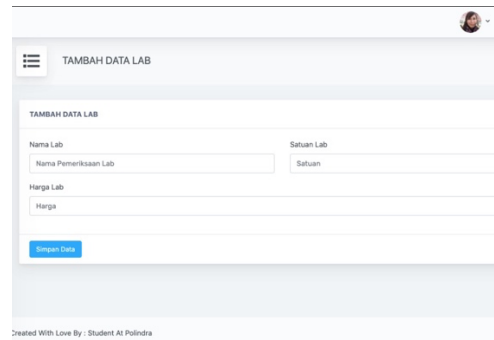 TAMBAH DATA LAB
TAMBAH DATA LAB
Nama Lab
Satuan Lab
Nama Pemeriksaan Lab
Satuan
Harga Lab
Harga
Simpan Data
Created With Love By : Student At Polindra